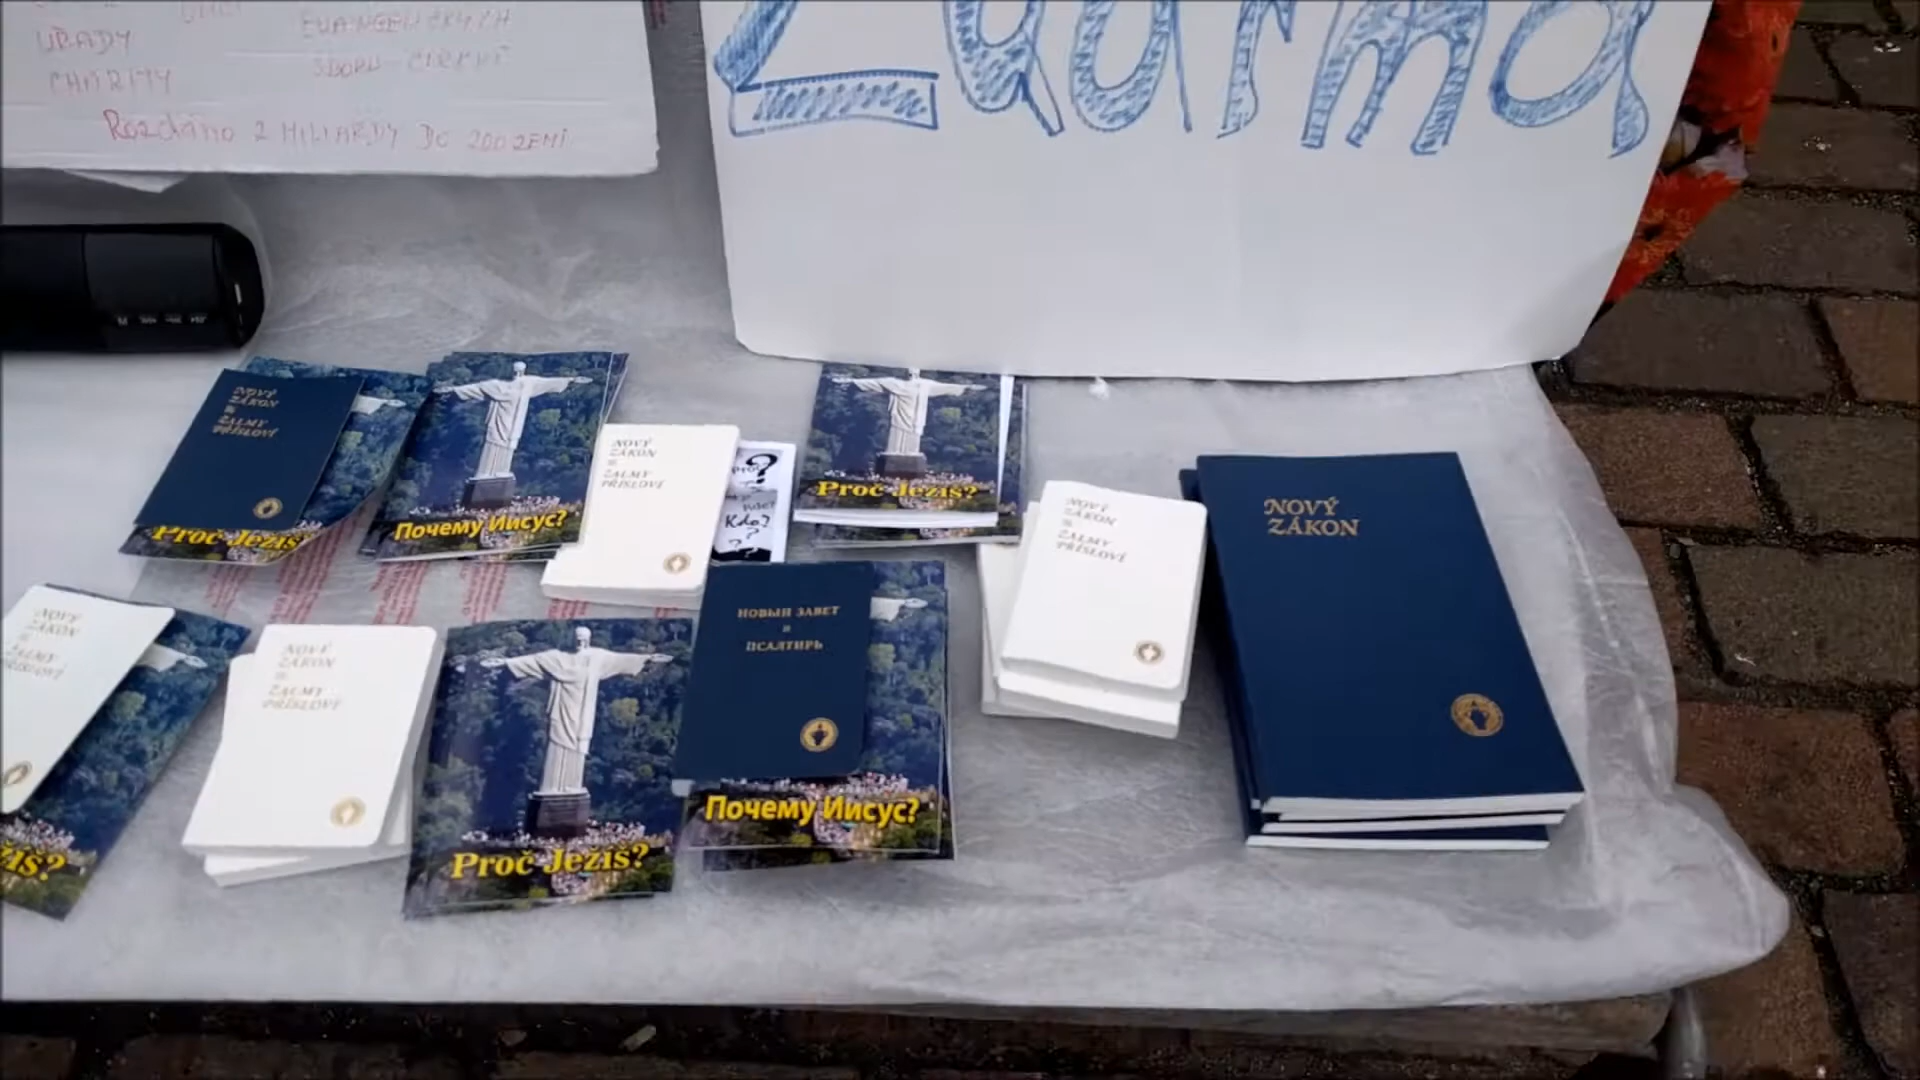 ÚŘADY
CHARITY
EVANGELICKÝCH
SBORŮ CÍRKVÍ
Rozdáno 2 MILIARDY DO 200 ZEMÍ
Zdarma
NOVÝ
ZÁKON
ŽALMY
PŘÍSLOVÍ
Proč Ježíš?
Почему Иисус?
NOVÝ
ZÁKON
ŽALMY
PŘÍSLOVÍ
Kdo?
Proč Ježíš?
NOVÝ
ZÁKON
ŽALMY
PŘÍSLOVÍ
NOVÝ
ZÁKON
NOVÝ
ZÁKON
ŽALMY
PŘÍSLOVÍ
NOVÝ
ZÁKON
ŽALMY
PŘÍSLOVÍ
Proč Ježíš?
НОВЫЙ ЗАВЕТ
и
ПСАЛТИРЬ
Почему Иисус?